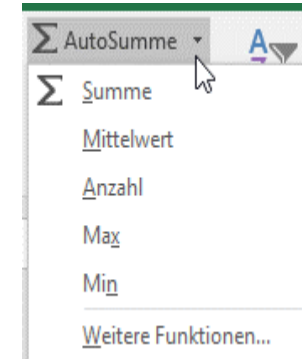 Σ AutoSumme
Σ Summe
Mittelwert
Anzahl
Max
Min
Weitere Funktionen...